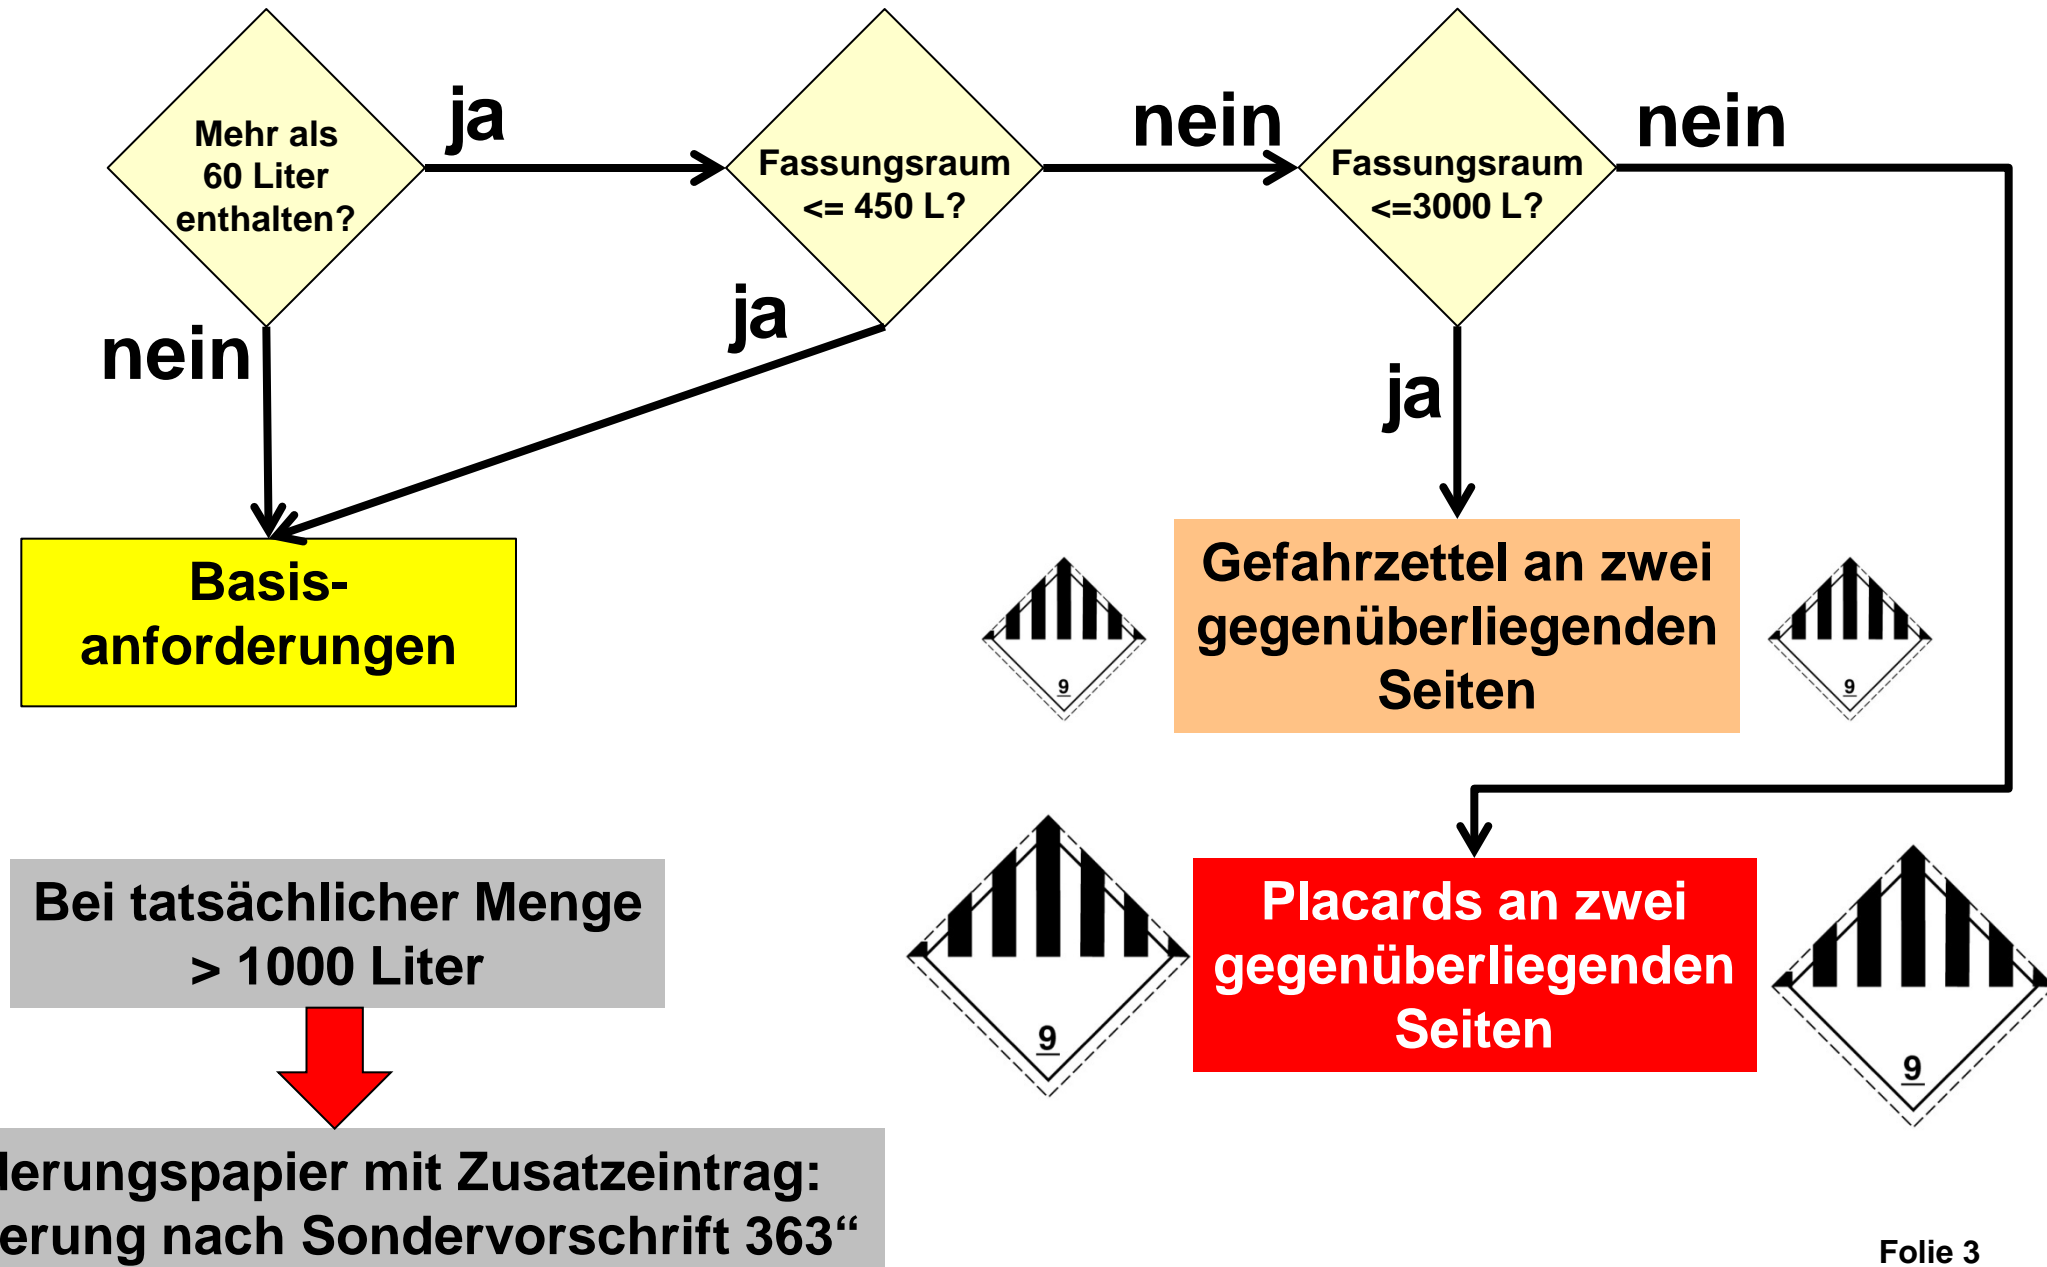 Mehr als
60 Liter
enthalten?
ja
Fassungsraum
<= 450 L?
nein
Fassungsraum
<=3000 L?
nein
nein
ja
ja
Basis-
anforderungen
Gefahrzettel an zwei
gegenüberliegenden
Seiten
9
9
Bei tatsächlicher Menge
> 1000 Liter
Placards an zwei
gegenüberliegenden
Seiten
9
9
lerungspapier mit Zusatzeintrag:
erung nach Sondervorschrift 363“
Folie 3